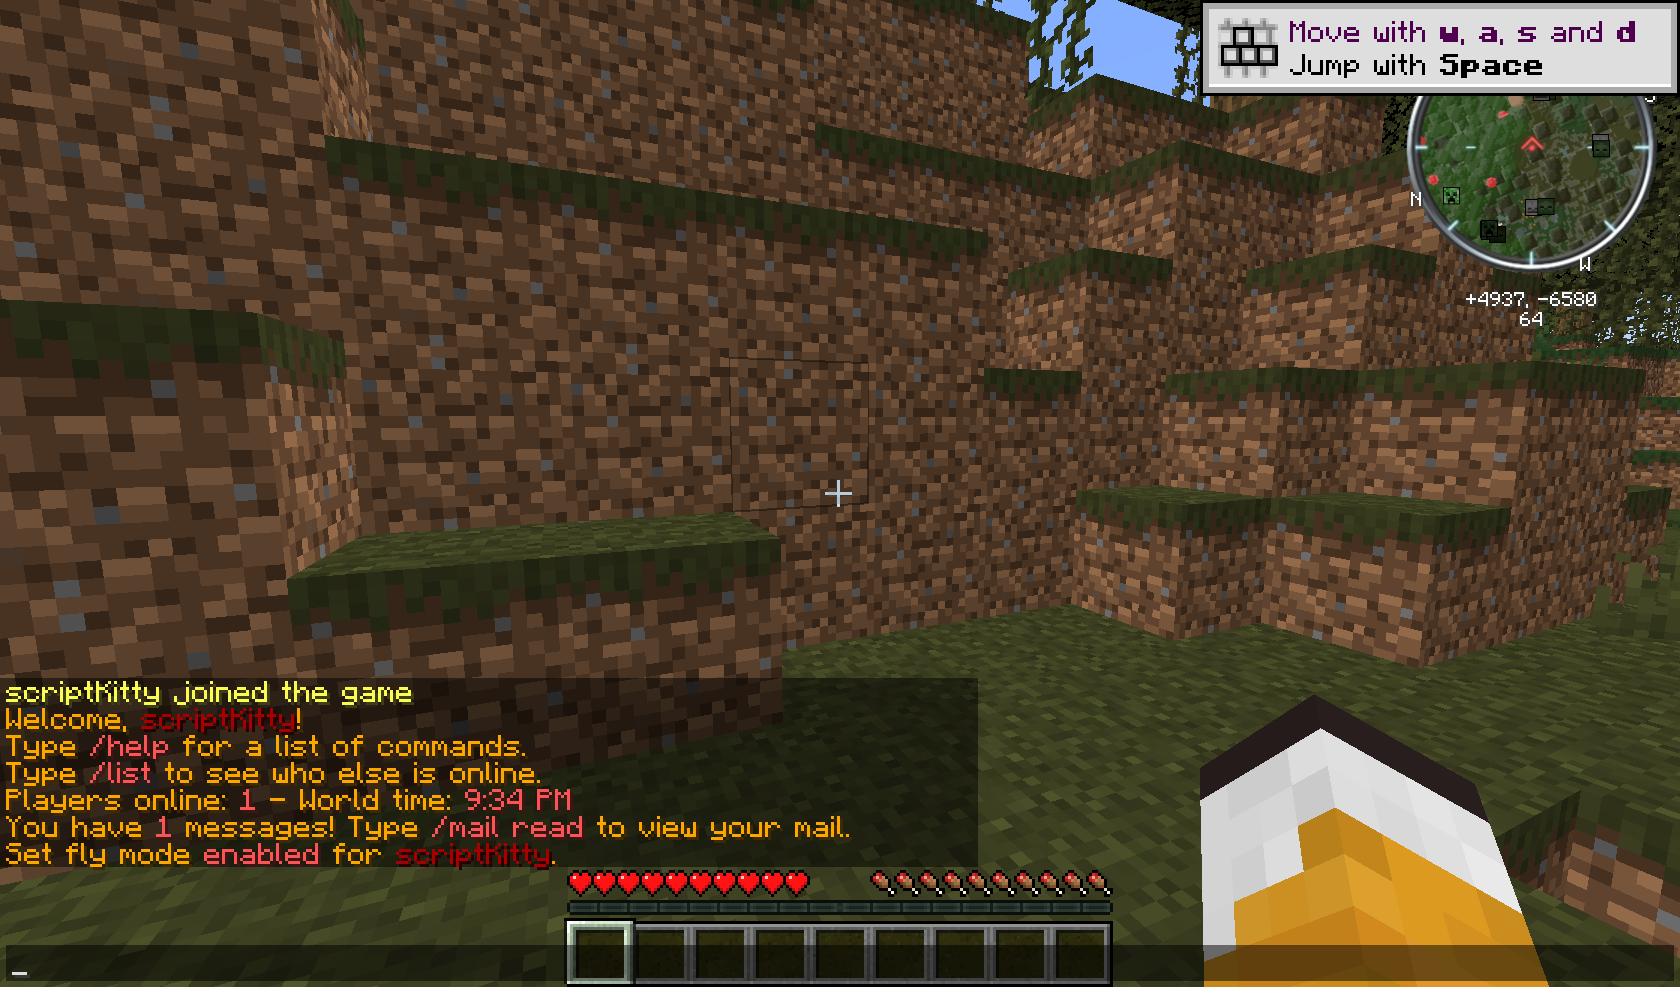 Move with w, a, s and d
Jump with Space
N
W
+4937, -6580
64
scriptKitty joined the game
Welcome, scriptKitty!
Type /help for a list of commands.
Type /list to see who else is online.
Players online: 1 - World time: 9:34 PM
You have 1 messages! Type /mail read to view your mail.
Set fly mode enabled for scriptKitty.
_